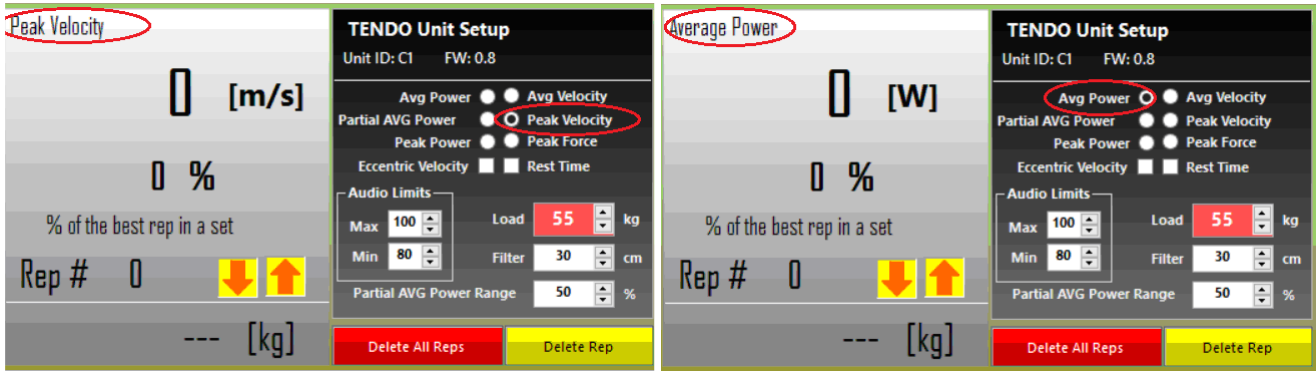 Peak Velocity
0 [m/s]
0 %
% of the best rep in a set
Rep # 0
--- [kg]
TENDO Unit Setup
Unit ID: C1 FW: 0.8
Avg Power Avg Velocity
Partial AVG Power Peak Velocity
Peak Power Peak Force
Eccentric Velocity Rest Time
Audio Limits
Max 100 Load 55 kg
Min 80 Filter 30 cm
Partial AVG Power Range 50 %
Delete All Reps Delete Rep
Average Power
0 [W]
0 %
% of the best rep in a set
Rep # 0
--- [kg]
TENDO Unit Setup
Unit ID: C1 FW: 0.8
Avg Power Avg Velocity
Partial AVG Power Peak Velocity
Peak Power Peak Force
Eccentric Velocity Rest Time
Audio Limits
Max 100 Load 55 kg
Min 80 Filter 30 cm
Partial AVG Power Range 50 %
Delete All Reps Delete Rep